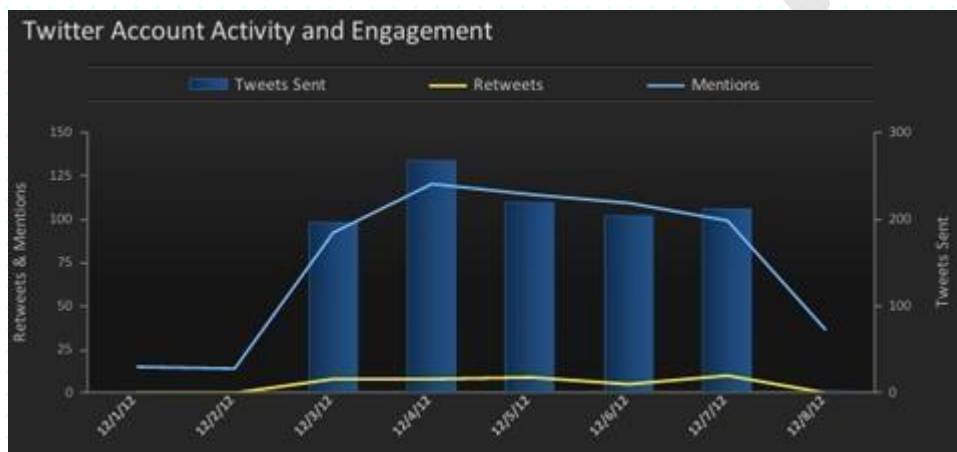 Twitter Account Activity and Engagement
Tweets Sent Retweets Mentions
150 300
125
100 200
75
50 100
25
0 0
Retweets & Mentions
Tweets Sent
12/1/12 12/2/12 12/3/12 12/4/12 12/5/12 12/6/12 12/7/12 12/8/12